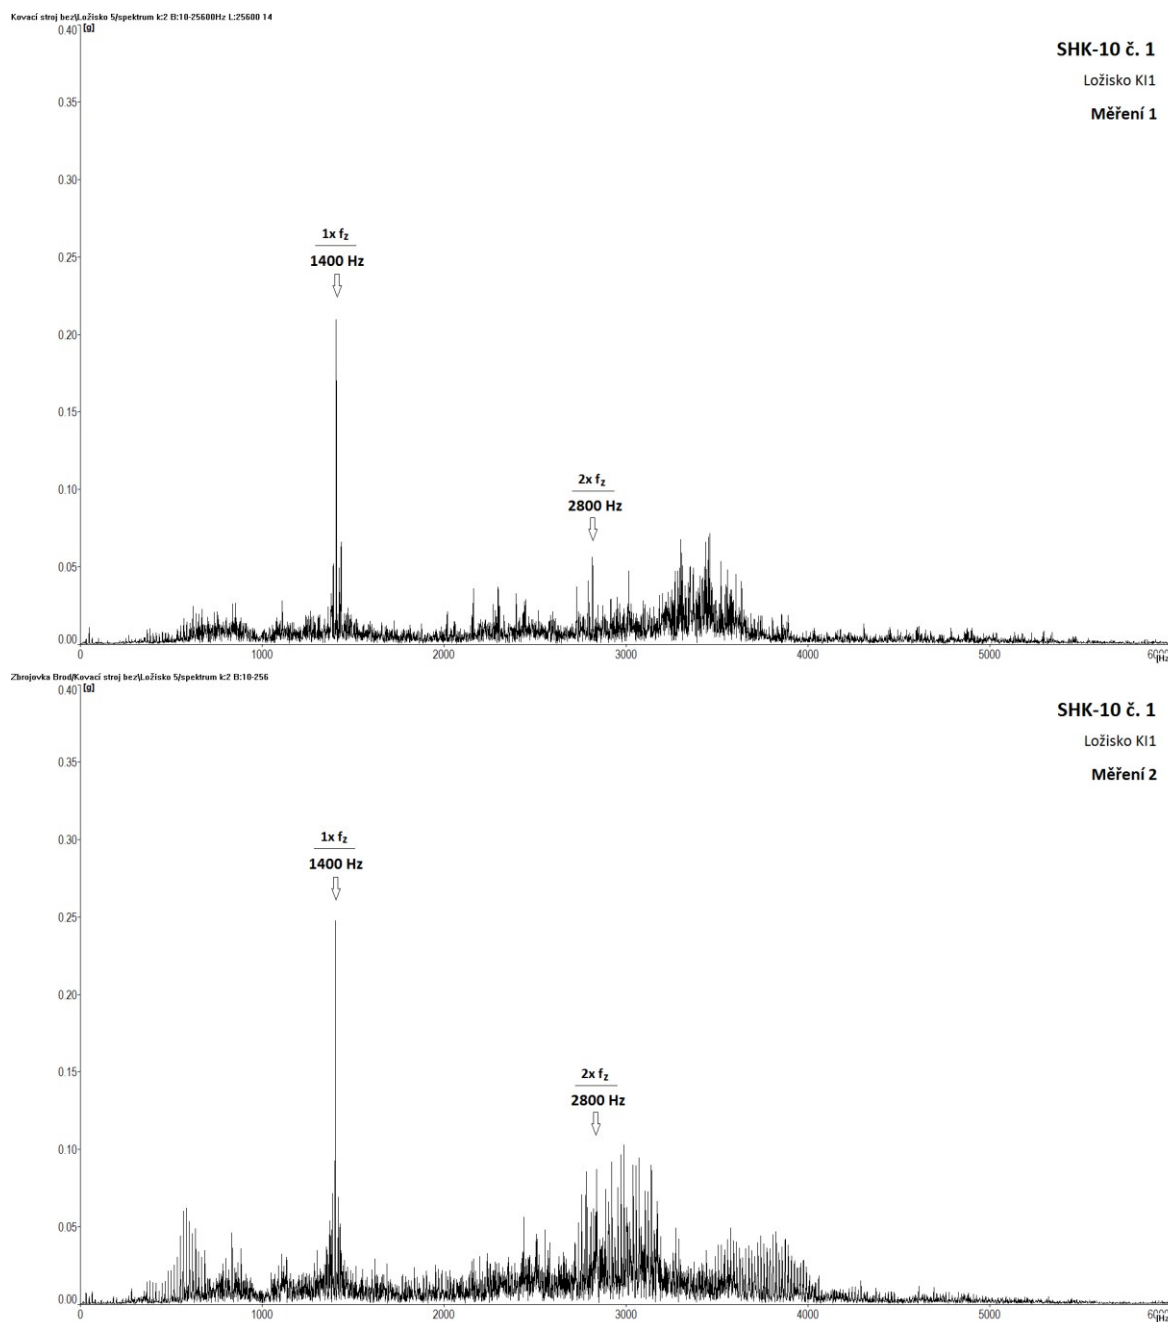 Kovací stroj bez\Ložisko 5/spektrum k:2 B:10-25600Hz L:25600 14
0.40 [g]
SHK-10 č. 1
Ložisko KI1
0.35
Měření 1
0.30
1x fz
0.25
1400 Hz
0.20
0.15
0.10
2x fz
2800 Hz
0.05
0.00
0 1000 2000 3000 4000 5000 6000
[Hz
Zbrojovka Brod/Kovací stroj bez\Ložisko 5/spektrum k:2 B:10-256
0.40 [g]
SHK-10 č. 1
Ložisko KI1
0.35
Měření 2
0.30
1x fz
1400 Hz
0.25
0.20
0.15
2x fz
2800 Hz
0.10
0.05
0.00
0 1000 2000 3000 4000 5000 6000
[Hz